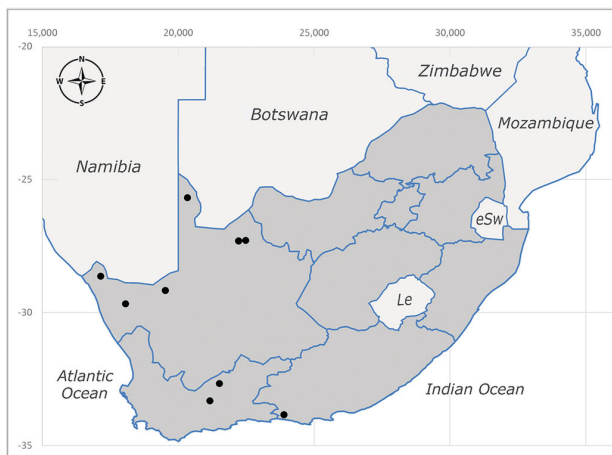 15,000 20,000 25,000 30,000 35,000
-20
N
W E
S
Zimbabwe
Botswana
Mozambique
Namibia
-25
eSw
Le
-30
Atlantic
Ocean
Indian Ocean
-35